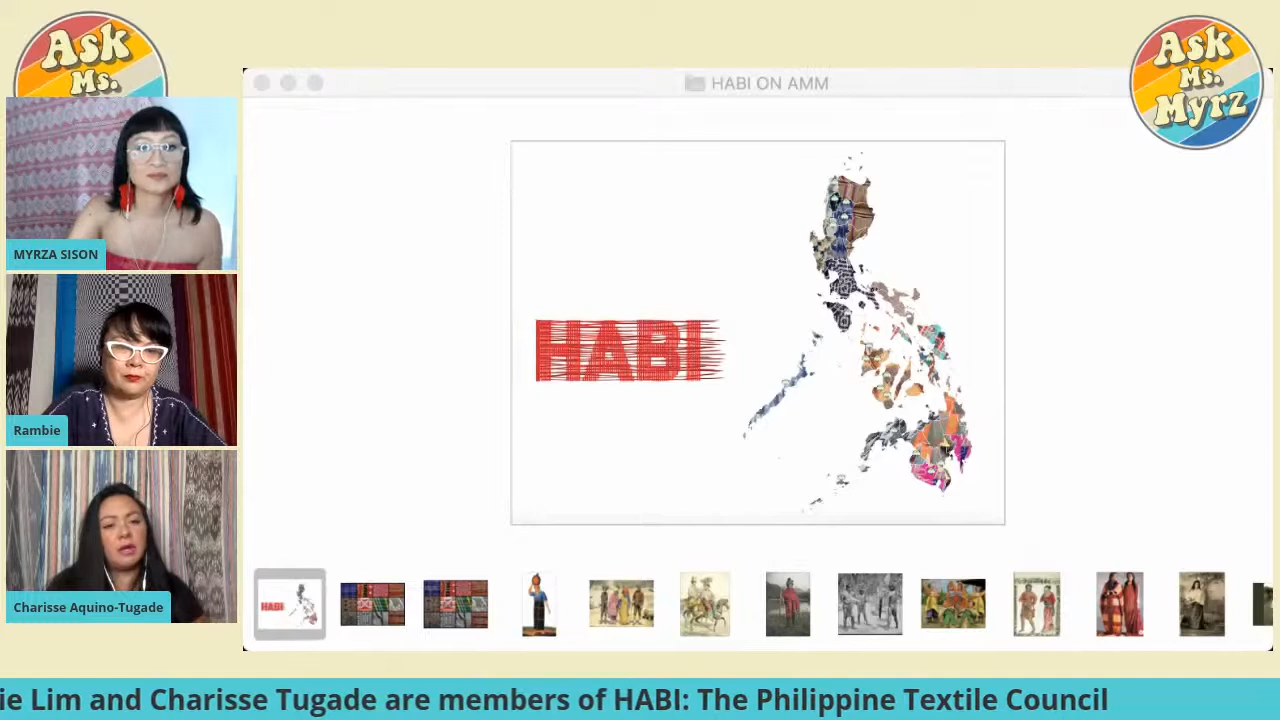 Ask
Ms.
MYRZA SISON
Rambie
Charisse Aquino-Tugade
HABI ON AMM
HABI
HABI
Ask
Ms.
Myrz
ie Lim and Charisse Tugade are members of HABI: The Philippine Textile Council